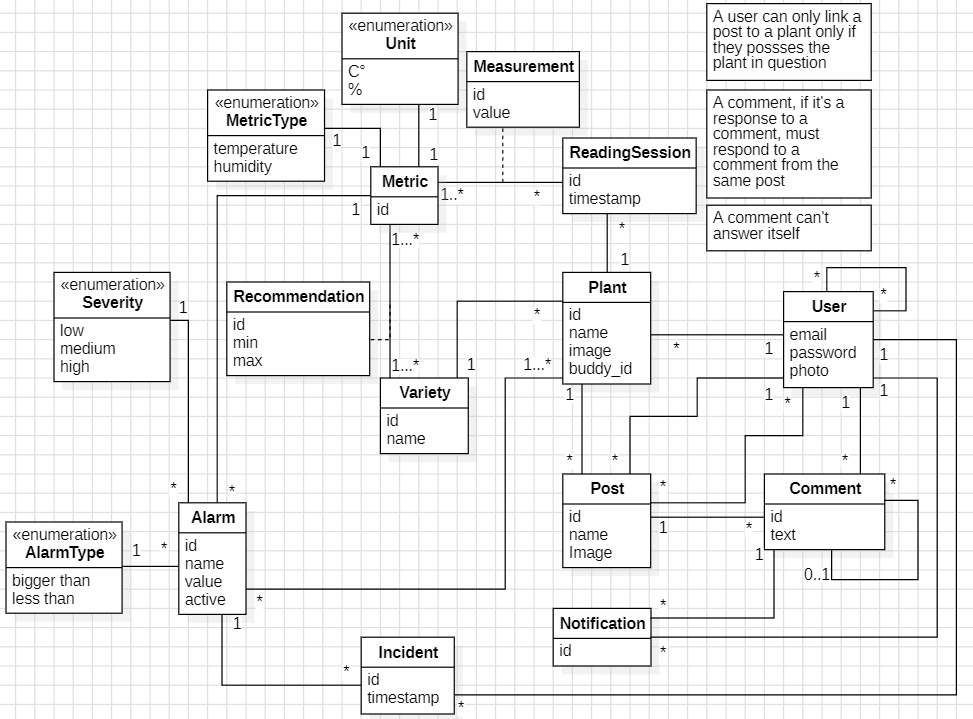 «enumeration»
Unit
C°
%
Measurement
id
value
A user can only link a
post to a plant only if
they possses the
plant in question
«enumeration»
MetricType
temperature
humidity
A comment, if it's a
response to a
comment, must
respond to a
comment from the
same post
A comment can't
answer itself
ReadingSession
id
timestamp
Metric
id
1
1
1
1
1
1..*
*
*
1
1...*
«enumeration»
Severity
low
medium
high
1
Recommendation
id
min
max
Plant
id
name
image
buddy_id
*
1
*
1...*
1...*
1
User
email
password
photo
*
*
1
1
1
1
*
1
Variety
id
name
1
*
*
*
*
*
Alarm
id
name
value
active
*
*
*
1
*
1
«enumeration»
AlarmType
bigger than
less than
Post
id
name
Image
1
*
Comment
id
text
*
0..1
1
Notification
id
*
*
Incident
id
timestamp
*
*